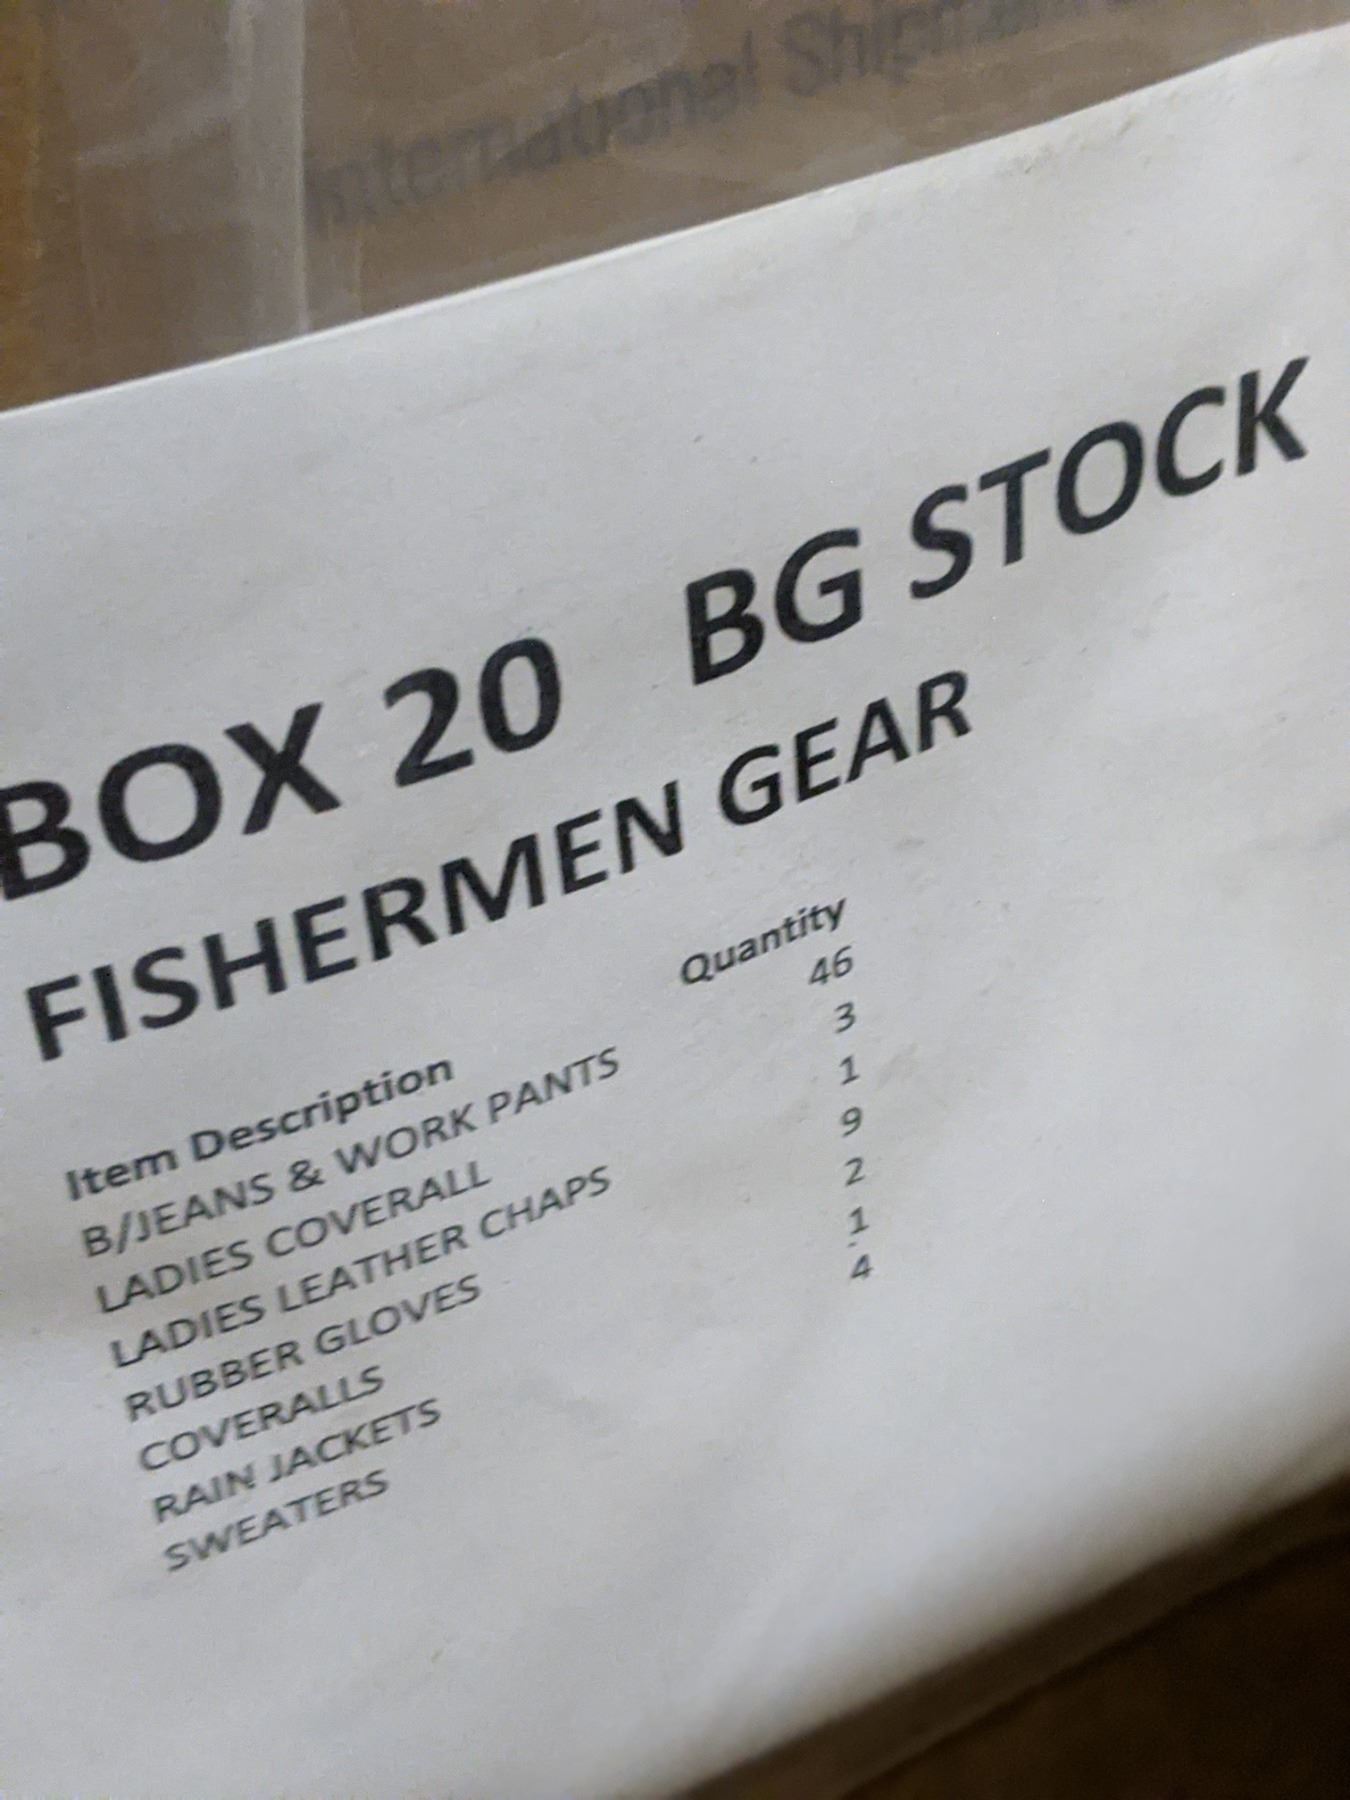 International
BOX 20 BG STOCK
FISHERMEN GEAR
Item Description Quantity
B/JEANS & WORK PANTS 46
LADIES COVERALL 3
LADIES LEATHER CHAPS 1
RUBBER GLOVES 9
COVERALLS 2
RAIN JACKETS 1
SWEATERS 4